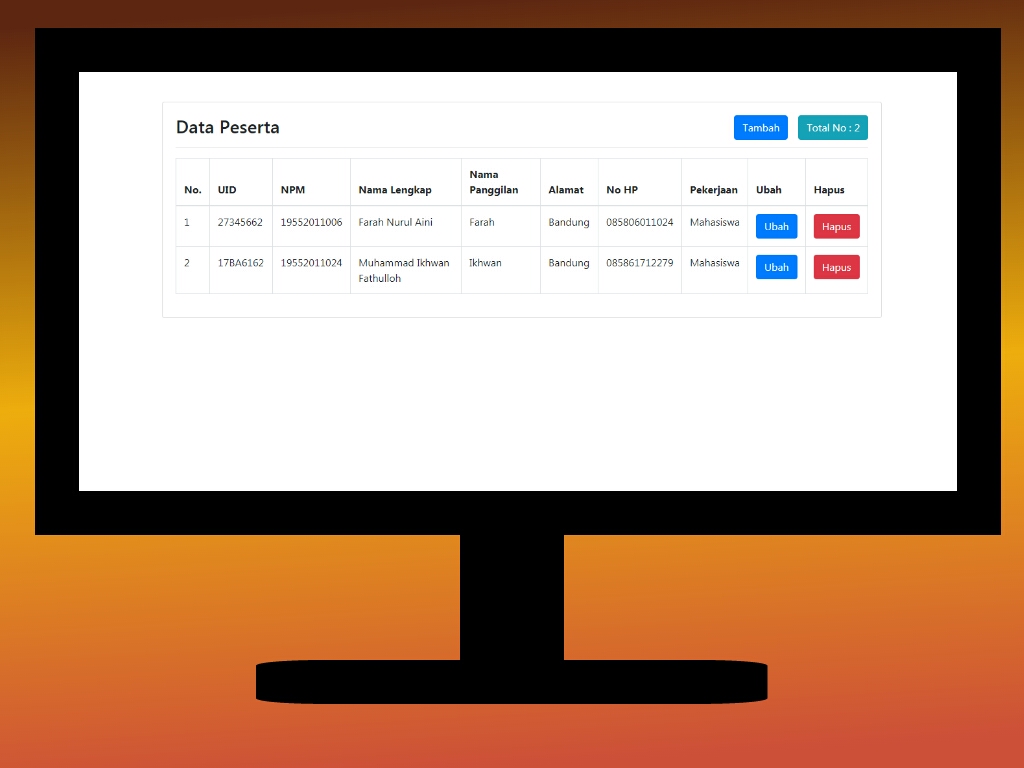 Data Peserta Tambah Total No : 2
No. UID NPM Nama Lengkap Nama Panggilan Alamat No HP Pekerjaan Ubah Hapus
1 27345662 19552011006 Farah Nurul Aini Farah Bandung 085806011024 Mahasiswa Ubah Hapus
2 17BA6162 19552011024 Muhammad Ikhwan Fathulloh Ikhwan Bandung 085861712279 Mahasiswa Ubah Hapus